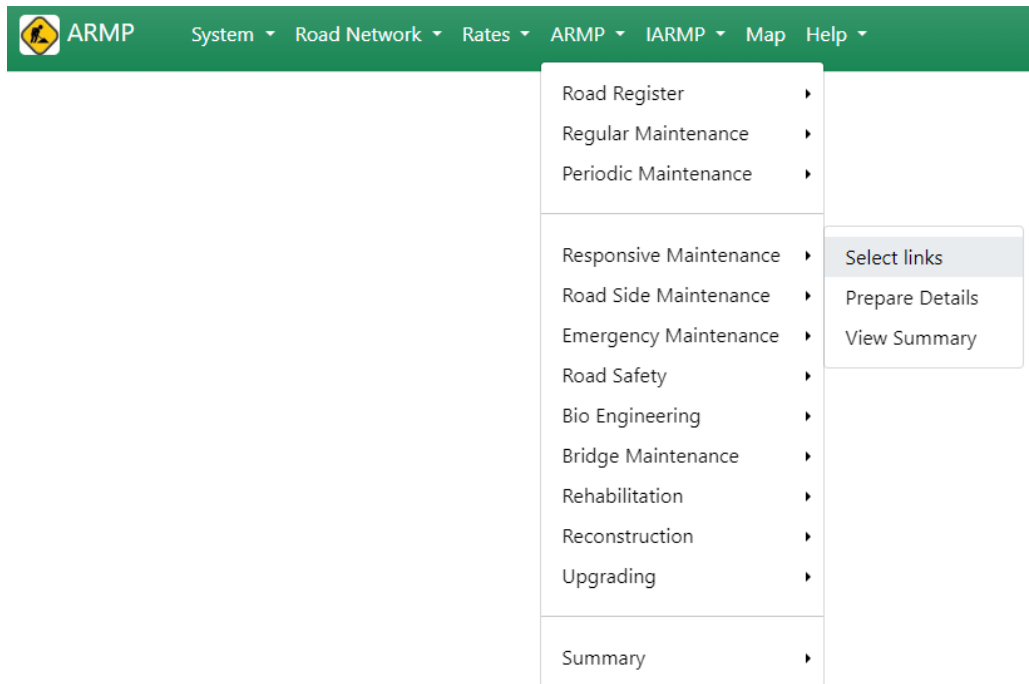 ARMP System Road Network Rates ARMP IARMP Map Help
Road Register
Regular Maintenance
Periodic Maintenance
Responsive Maintenance
Select links
Road Side Maintenance
Prepare Details
Emergency Maintenance
View Summary
Road Safety
Bio Engineering
Bridge Maintenance
Rehabilitation
Reconstruction
Upgrading
Summary